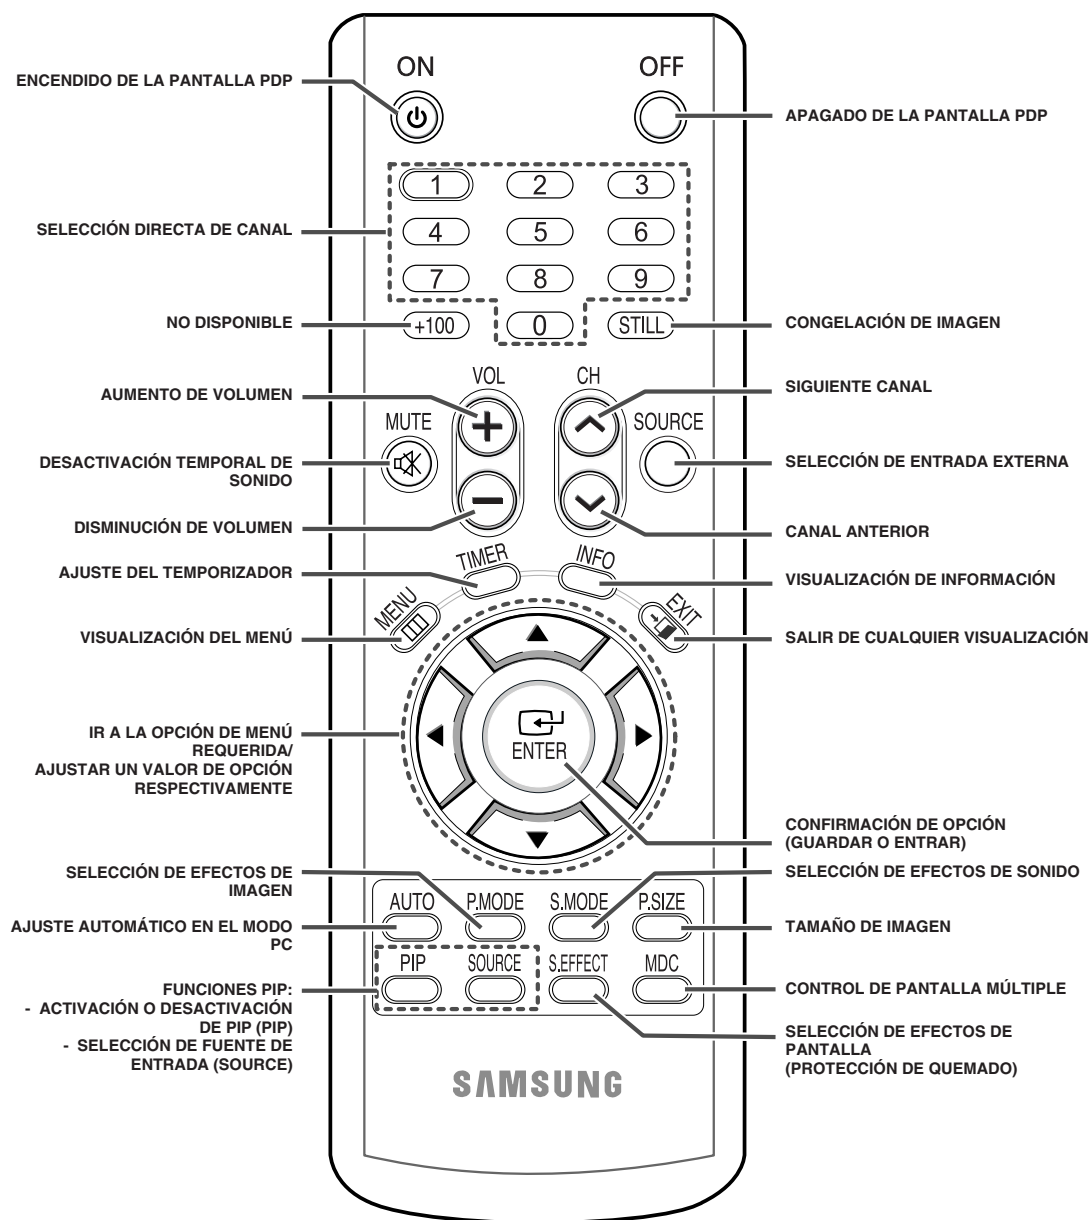 ON
OFF
ENCENDIDO DE LA PANTALLA PDP
APAGADO DE LA PANTALLA PDP
1
2
3
SELECCIÓN DIRECTA DE CANAL
4
5
6
7
8
9
NO DISPONIBLE
+100
0
STILL
CONGELACIÓN DE IMAGEN
VOL
CH
AUMENTO DE VOLUMEN
SIGUIENTE CANAL
MUTE
SOURCE
DESACTIVACIÓN TEMPORAL DE
SONIDO
SELECCIÓN DE ENTRADA EXTERNA
DISMINUCIÓN DE VOLUMEN
CANAL ANTERIOR
TIMER
INFO
AJUSTE DEL TEMPORIZADOR
VISUALIZACIÓN DE INFORMACIÓN
MENU
EXIT
VISUALIZACIÓN DEL MENÚ
SALIR DE CUALQUIER VISUALIZACIÓN
IR A LA OPCIÓN DE MENÚ
REQUERIDA/
AJUSTAR UN VALOR DE OPCIÓN
RESPECTIVAMENTE
ENTER
CONFIRMACIÓN DE OPCIÓN
(GUARDAR O ENTRAR)
SELECCIÓN DE EFECTOS DE
IMAGEN
SELECCIÓN DE EFECTOS DE SONIDO
AUTO
P.MODE
S.MODE
P.SIZE
AJUSTE AUTOMÁTICO EN EL MODO
PC
TAMAÑO DE IMAGEN
PIP
SOURCE
S.EFFECT
MDC
FUNCIONES PIP:
- ACTIVACIÓN O DESACTIVACIÓN
DE PIP (PIP)
- SELECCIÓN DE FUENTE DE
ENTRADA (SOURCE)
CONTROL DE PANTALLA MÚLTIPLE
SELECCIÓN DE EFECTOS DE
PANTALLA
(PROTECCIÓN DE QUEMADO)
SAMSUNG